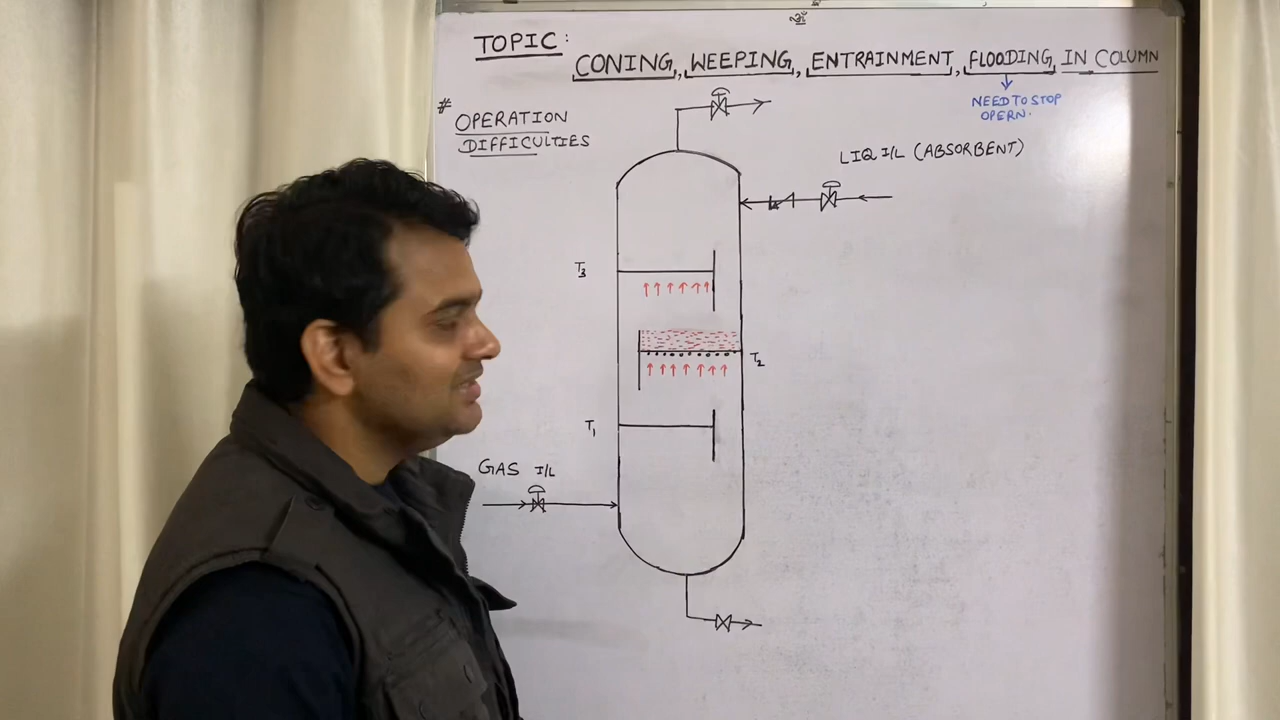 TOPIC:
CONING, WEEPING, ENTRAINMENT, FLOODING, IN COLUMN
NEED TO STOP
OPERN.
# OPERATION
DIFFICULTIES
LIQ I/L (ABSORBENT)
T3
T2
T1
GAS I/L